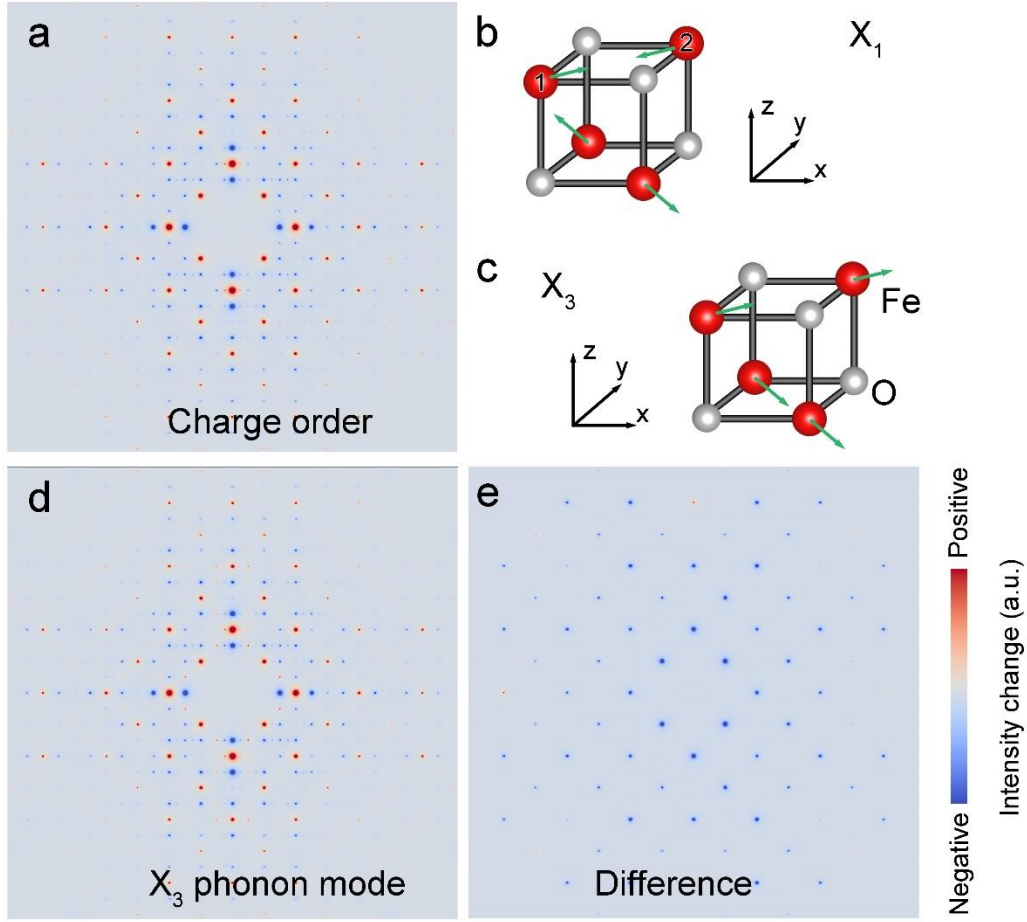 a
Charge order
b
1
2
X₁
z
y
x
c
X₃
z
y
x
Fe
O
d
X₃ phonon mode
e
Difference
Negative
Positive
Intensity change (a.u.)